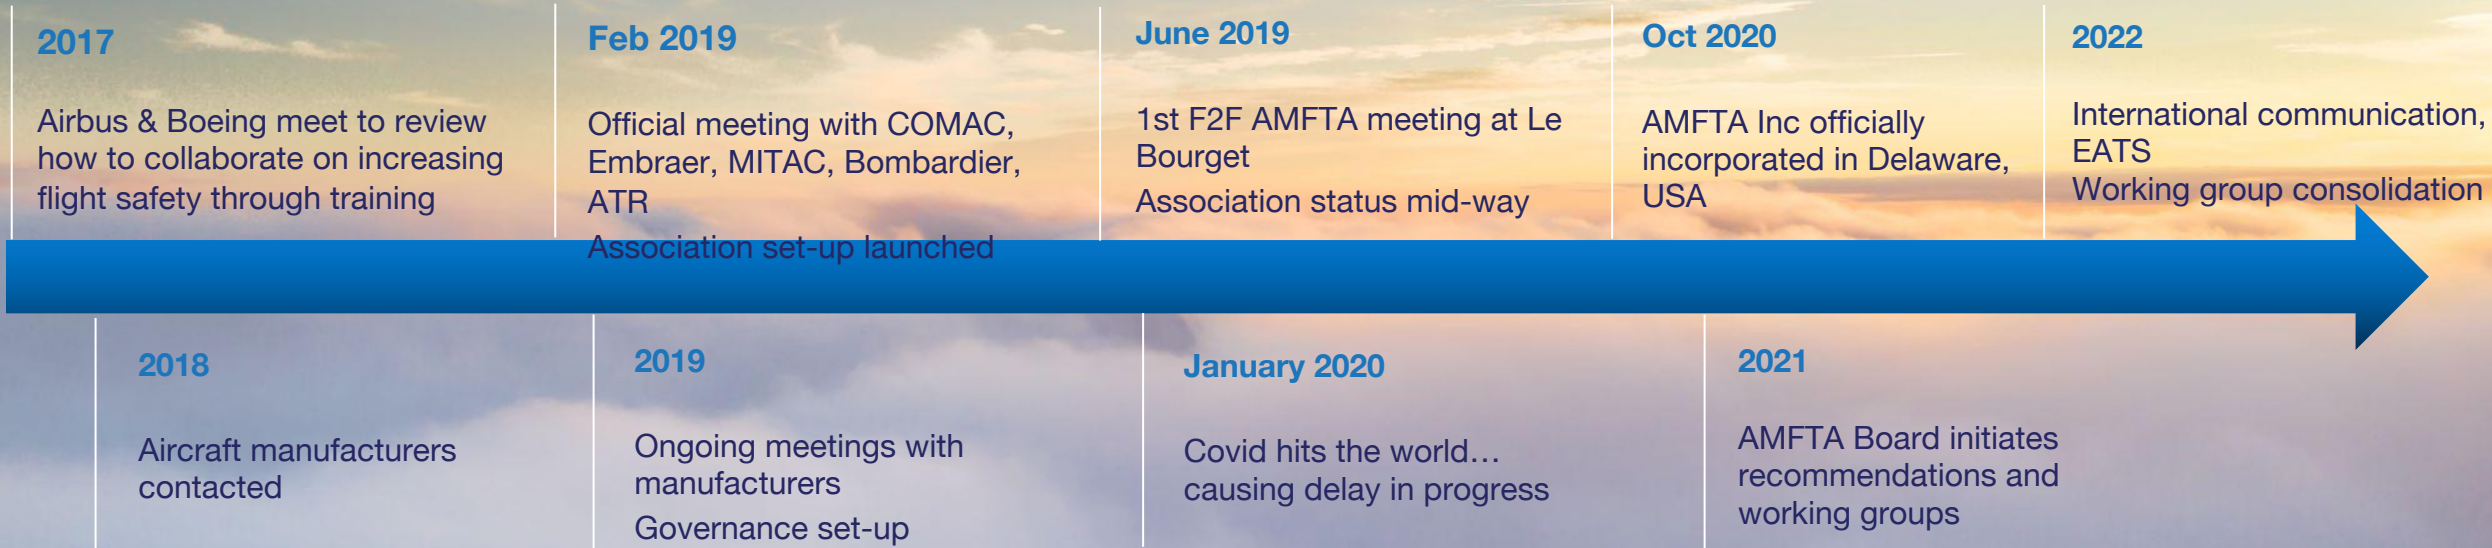 2017
Airbus & Boeing meet to review
how to collaborate on increasing
flight safety through training
Feb 2019
Official meeting with COMAC,
Embraer, MITAC, Bombardier,
ATR
Association set-up launched
June 2019
1st F2F AMFTA meeting at Le
Bourget
Association status mid-way
Oct 2020
AMFTA Inc officially
incorporated in Delaware,
USA
2022
International communication,
EATS
Working group consolidation
2018
Aircraft manufacturers
contacted
2019
Ongoing meetings with
manufacturers
Governance set-up
January 2020
Covid hits the world…
causing delay in progress
2021
AMFTA Board initiates
recommendations and
working groups